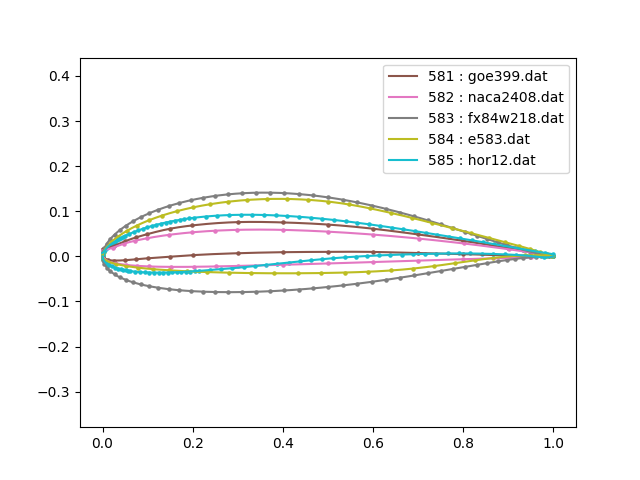 0.4
0.3
0.2
0.1
0.0
−0.1
−0.2
−0.3
0.0 0.2 0.4 0.6 0.8 1.0
581 : goe399.dat
582 : naca2408.dat
583 : fx84w218.dat
584 : e583.dat
585 : hor12.dat